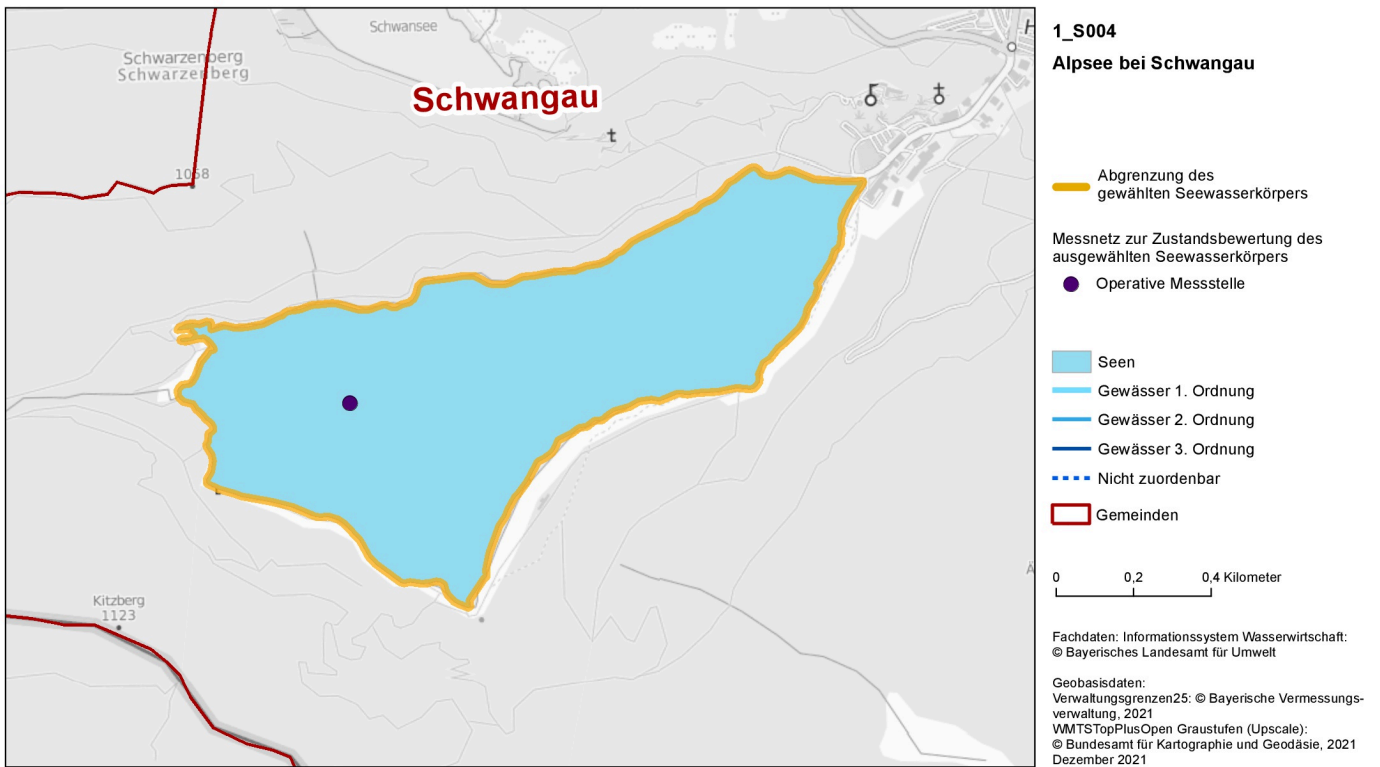 Schwansee
Schwarzenberg
Schwarzenberg
Schwangau
1058
Kitzberg
1123
1_S004
Alpsee bei Schwangau
Abgrenzung des
gewählten Seewasserkörpers
Messnetz zur Zustandsbewertung des
ausgewählten Seewasserkörpers
Operative Messstelle
Seen
Gewässer 1. Ordnung
Gewässer 2. Ordnung
Gewässer 3. Ordnung
Nicht zuordenbar
Gemeinden
0 0,2 0,4 Kilometer
Fachdaten: Informationssystem Wasserwirtschaft:
© Bayerisches Landesamt für Umwelt
Geobasisdaten:
Verwaltungsgrenzen25: © Bayerische Vermessungs-
verwaltung, 2021
WMTSTopPlusOpen Graustufen (Upscale):
© Bundesamt für Kartographie und Geodäsie, 2021
Dezember 2021